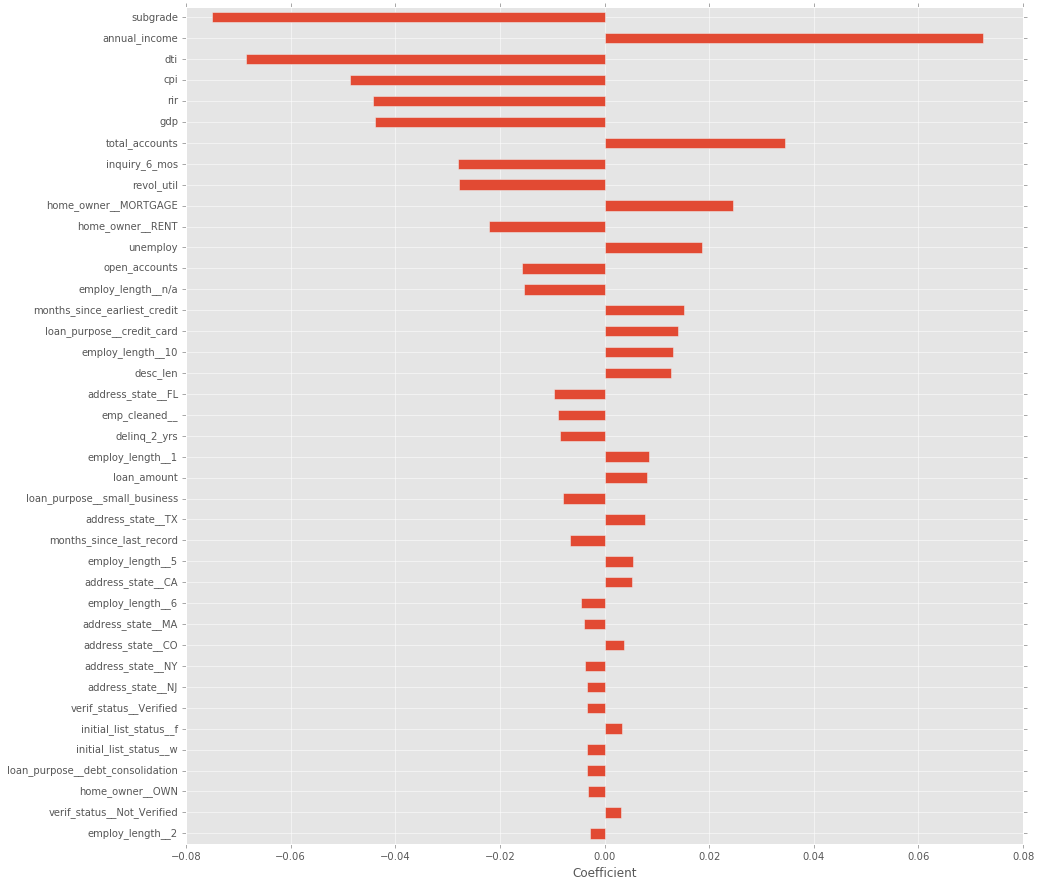 subgrade
annual_income
dti
cpi
rir
gdp
total_accounts
inquiry_6_mos
revol_util
home_owner__MORTGAGE
home_owner__RENT
unemploy
open_accounts
employ_length__n/a
months_since_earliest_credit
loan_purpose__credit_card
employ_length__10
desc_len
address_state__FL
emp_cleaned__
delinq_2_yrs
employ_length__1
loan_amount
loan_purpose__small_business
address_state__TX
months_since_last_record
employ_length__5
address_state__CA
employ_length__6
address_state__MA
address_state__CO
address_state__NY
address_state__NJ
verif_status__Verified
initial_list_status__f
initial_list_status__w
loan_purpose__debt_consolidation
home_owner__OWN
verif_status__Not_Verified
employ_length__2
−0.08 −0.06 −0.04 −0.02 0.00 0.02 0.04 0.06 0.08
Coefficient